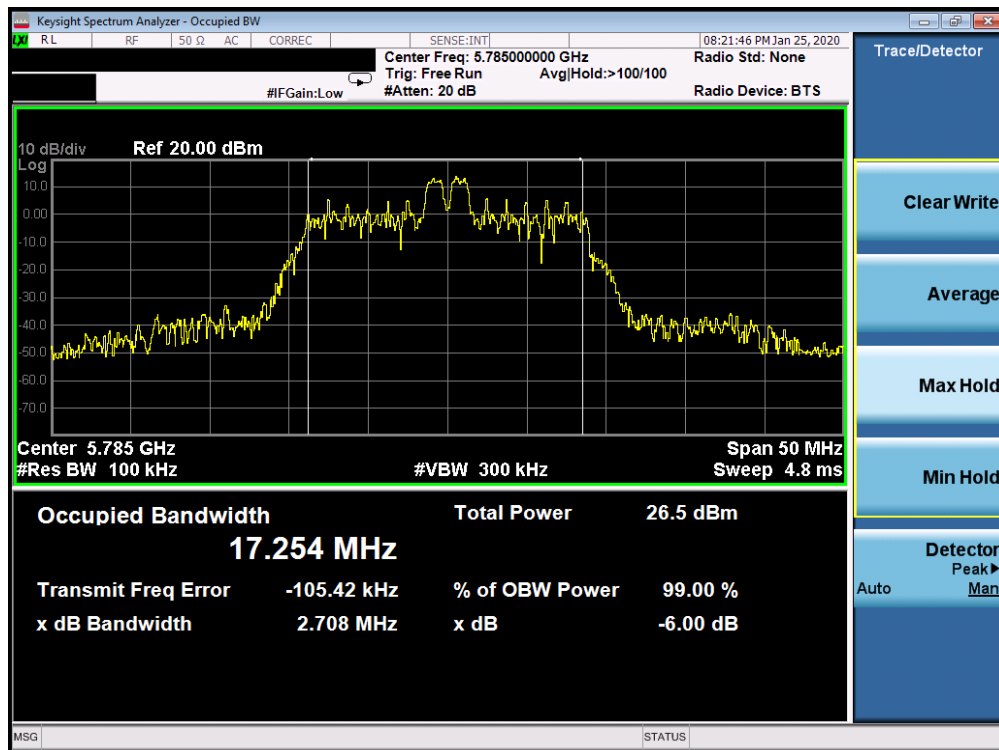 Keysight Spectrum Analyzer - Occupied BW
LXI RL RF 50 Ω AC CORREC SENSE:INT 08:21:46 PM Jan 25, 2020
Center Freq: 5.785000000 GHz Radio Std: None
Trig: Free Run Avg|Hold:>100/100
#IFGain:Low #Atten: 20 dB Radio Device: BTS
10 dB/div Ref 20.00 dBm
Log
10.0
0.00
-10.0
-20.0
-30.0
-40.0
-50.0
-60.0
-70.0
Center 5.785 GHz Span 50 MHz
#Res BW 100 kHz #VBW 300 kHz Sweep 4.8 ms
Occupied Bandwidth Total Power 26.5 dBm
17.254 MHz
Transmit Freq Error -105.42 kHz % of OBW Power 99.00 %
x dB Bandwidth 2.708 MHz x dB -6.00 dB
MSG STATUS
Trace/Detector
Clear Write
Average
Max Hold
Min Hold
Detector
Peak▶
Auto Man